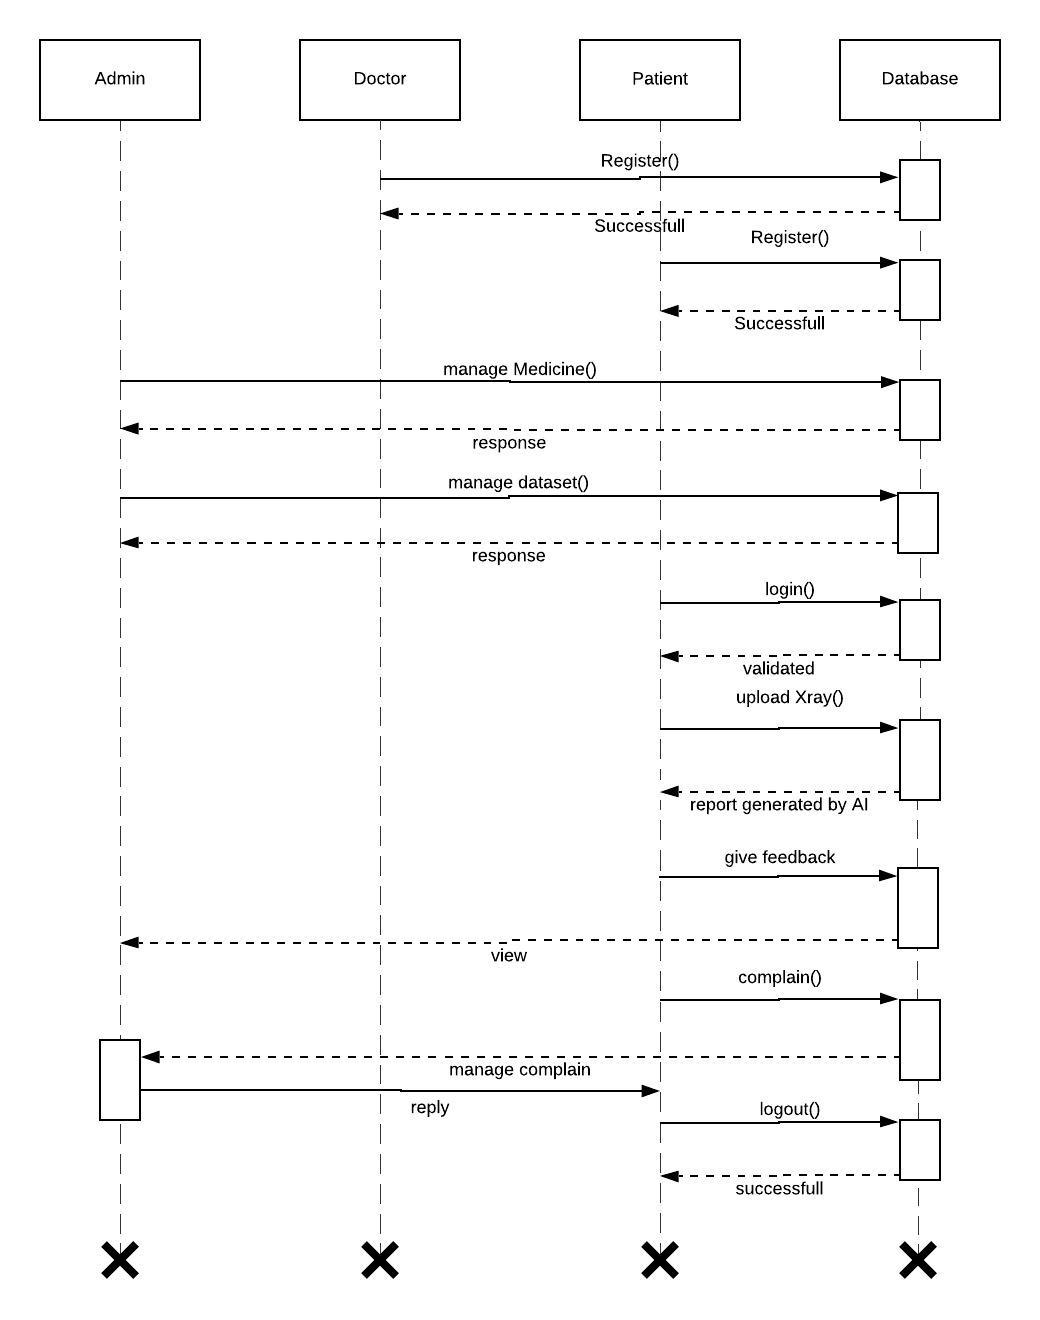 Admin
Doctor
Patient
Database
Register()
Successfull
Register()
Successfull
manage Medicine()
response
manage dataset()
response
login()
validated
upload Xray()
report generated by AI
give feedback
view
complain()
manage complain
reply
logout()
successfull